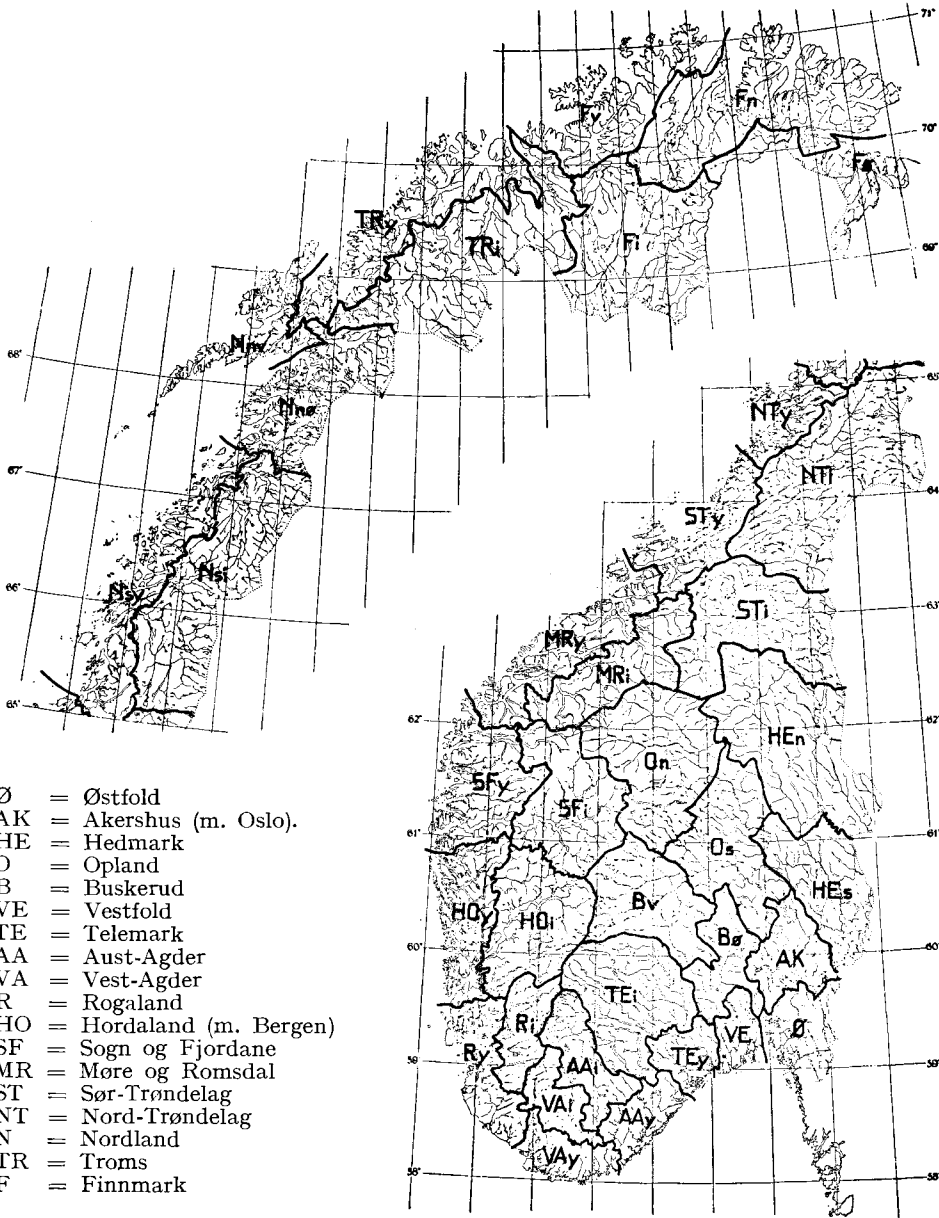 71°
Fv
Fn
70°
Fø
TRy
TRi
Fi
69°
Nnv
68°
Nnø
65°
NTy
67°
NTi
64°
STy
Nsi
66°
Nsy
STi
63°
MRy
MRi
65°
62°
62°
HEn
On
SFy
SFi
61°
61°
Os
HEs
HOy
HOi
Bv
Bø
60°
60°
AK
TEi
Ri
Ry
VE
Ø
59°
59°
TEy
AAi
VAi
AAy
VAy
58°
58°
Ø = Østfold
AK = Akershus (m. Oslo).
HE = Hedmark
O = Opland
B = Buskerud
VE = Vestfold
TE = Telemark
AA = Aust-Agder
VA = Vest-Agder
R = Rogaland
HO = Hordaland (m. Bergen)
SF = Sogn og Fjordane
MR = Møre og Romsdal
ST = Sør-Trøndelag
NT = Nord-Trøndelag
N = Nordland
TR = Troms
F = Finnmark